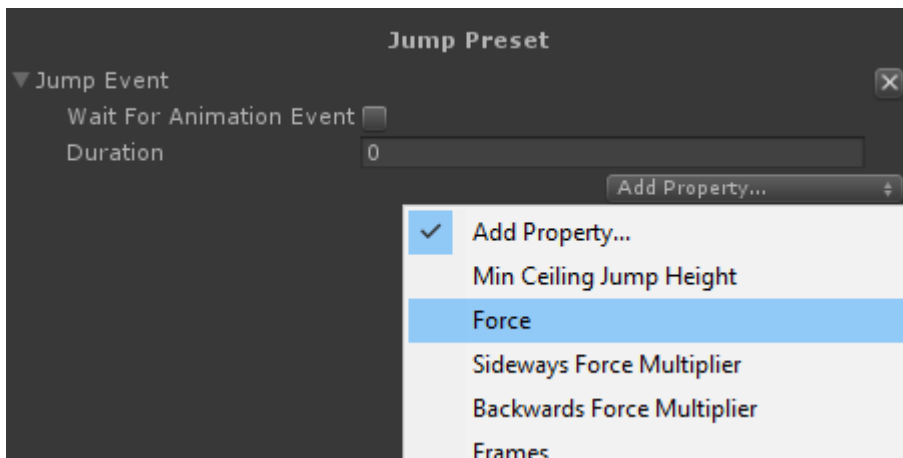 Jump Preset
Jump Event
Wait For Animation Event
Duration 0
Add Property...
Add Property...
Min Ceiling Jump Height
Force
Sideways Force Multiplier
Backwards Force Multiplier
Frames